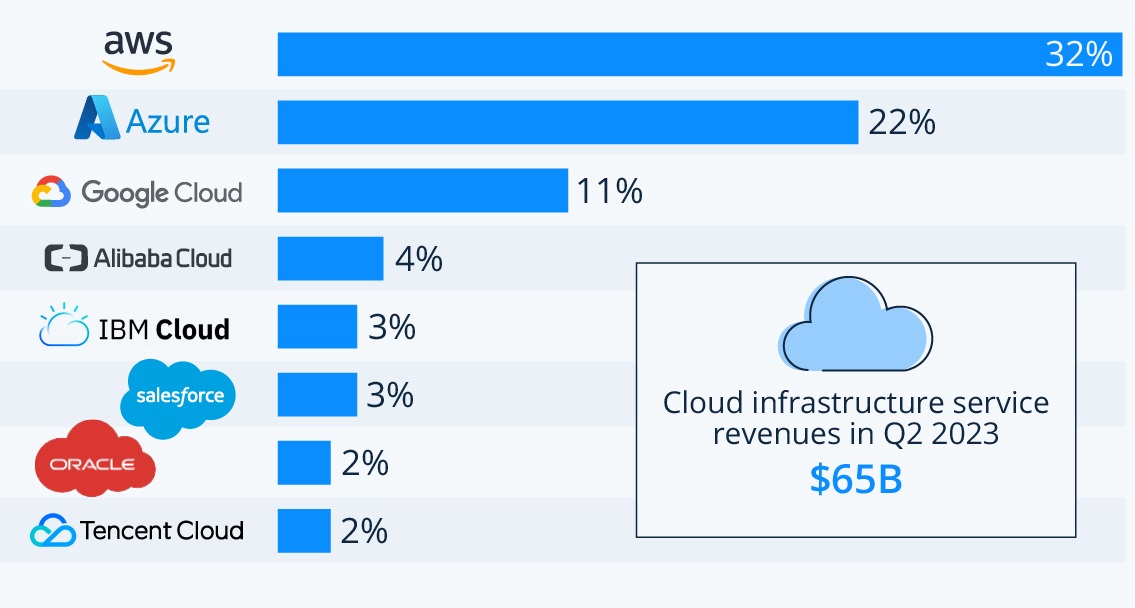 aws 32%
Azure 22%
Google Cloud 11%
Alibaba Cloud 4%
IBM Cloud 3%
salesforce 3%
ORACLE 2%
Tencent Cloud 2%
Cloud infrastructure service
revenues in Q2 2023
$65B